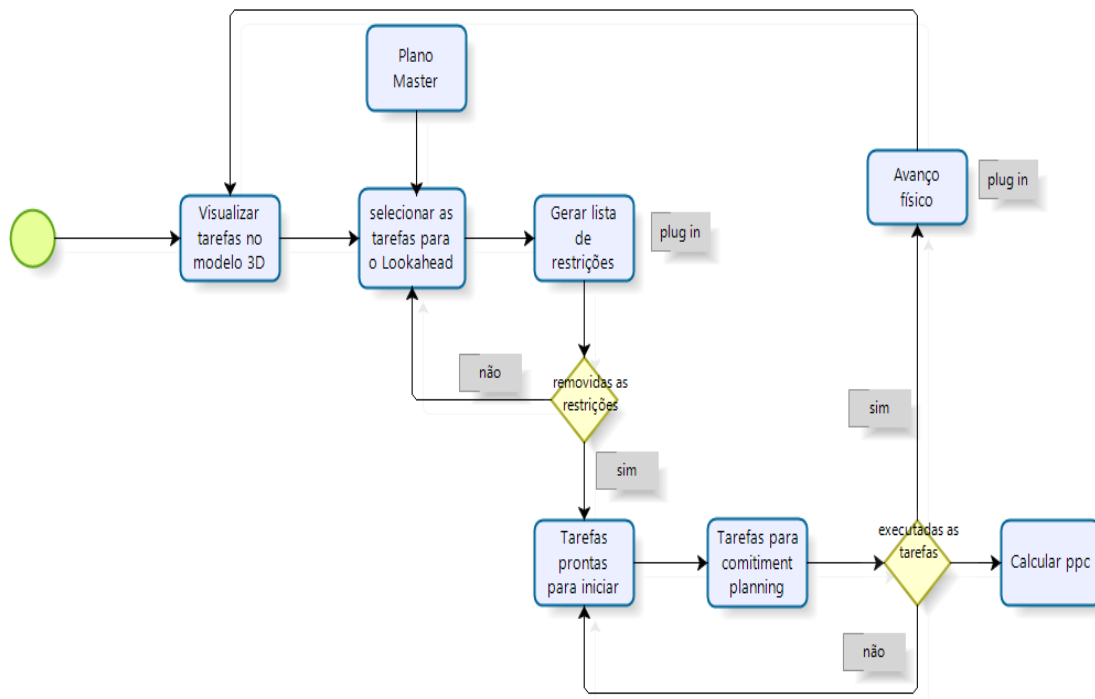 Plano
Master
Avanço
físico
plug in
Visualizar
tarefas no
modelo 3D
selecionar as
tarefas para
o Lookahead
Gerar lista
de
restrições
plug in
não
removidas as
restrições
sim
sim
Tarefas
prontas
para iniciar
Tarefas para
comitiment
planning
executadas as
tarefas
Calcular ppc
não